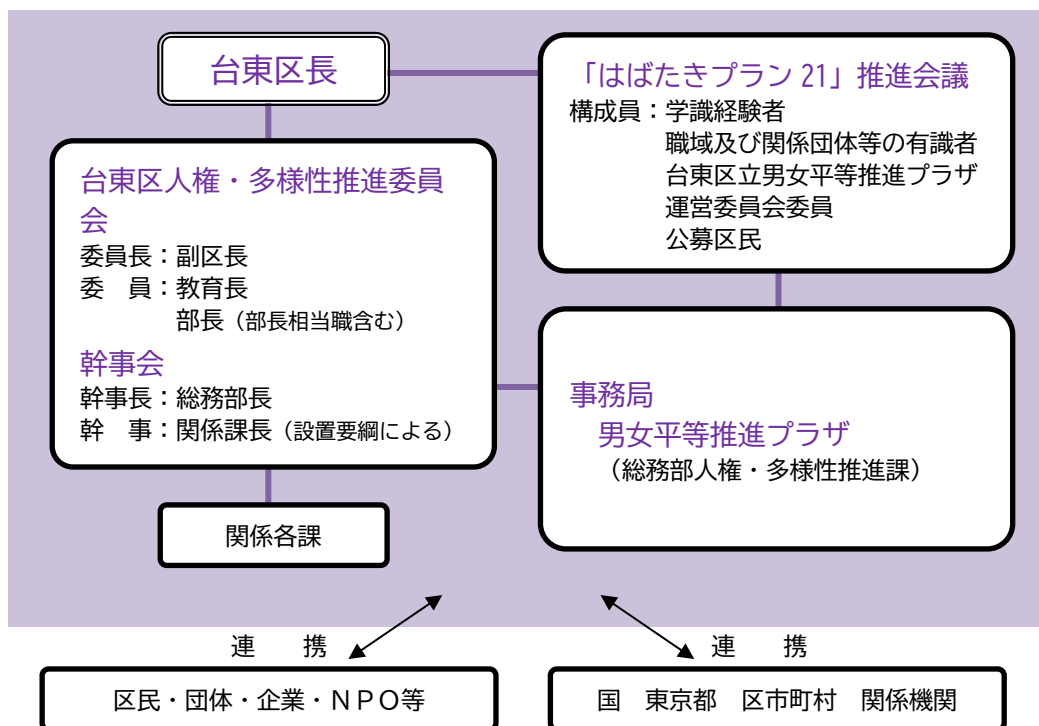 台東区長
「はばたきプラン 21」推進会議
構成員：学識経験者
職域及び関係団体等の有識者
台東区立男女平等推進プラザ
運営委員会委員
公募区民
台東区人権・多様性推進委員
会
委員長：副区長
委　員：教育長
部長（部長相当職含む）
幹事会
幹事長：総務部長
幹　事：関係課長（設置要綱による）
事務局
男女平等推進プラザ
（総務部人権・多様性推進課）
関係各課
連　携
連　携
区民・団体・企業・ＮＰＯ等
国　東京都　区市町村　関係機関